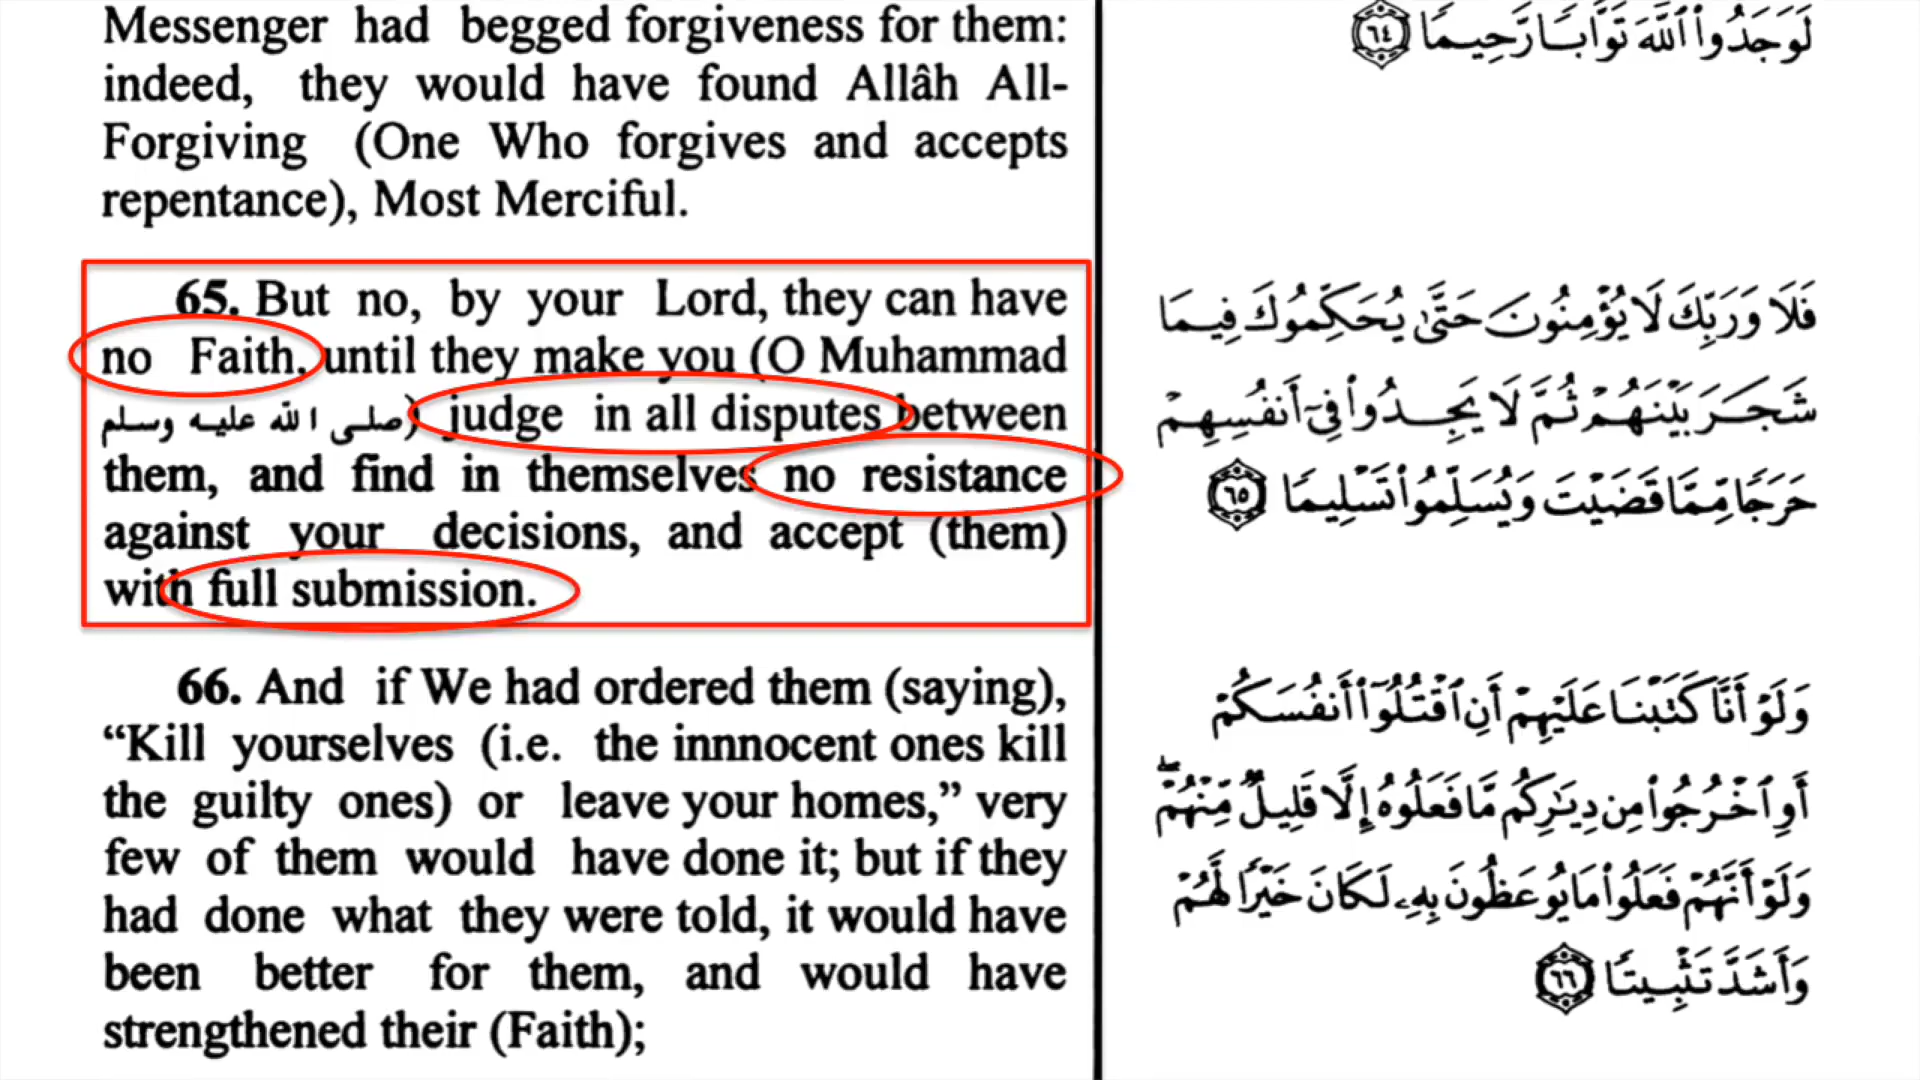 Messenger had begged forgiveness for them:
indeed, they would have found Allâh All-
Forgiving (One Who forgives and accepts
repentance), Most Merciful.
65. But no, by your Lord, they can have
no Faith, until they make you (O Muhammad
صلى الله عليه وسلم) judge in all disputes between
them, and find in themselves no resistance
against your decisions, and accept (them)
with full submission.
66. And if We had ordered them (saying),
“Kill yourselves (i.e. the innnocent ones kill
the guilty ones) or leave your homes,” very
few of them would have done it; but if they
had done what they were told, it would have
been better for them, and would have
strengthened their (Faith);
لَوَجَدُوا۟ ٱللَّهَ تَوَّابًا رَّحِيمًا ٦٤
فَلَا وَرَبِّكَ لَا يُؤْمِنُونَ حَتَّىٰ يُحَكِّمُوكَ فِيمَا
شَجَرَ بَيْنَهُمْ ثُمَّ لَا يَجِدُوا۟ فِىٓ أَنفُسِهِمْ
حَرَجًا مِّمَّا قَضَيْتَ وَيُسَلِّمُوا۟ تَسْلِيمًا ٦٥
وَلَوْ أَنَّا كَتَبْنَا عَلَيْهِمْ أَنِ ٱقْتُلُوٓا۟ أَنفُسَكُمْ
أَوِ ٱخْرُجُوا۟ مِن دِيَـٰرِكُم مَّا فَعَلُوهُ إِلَّا قَلِيلٌ مِّنْهُمْ ۖ
وَلَوْ أَنَّهُمْ فَعَلُوا۟ مَا يُوعَظُونَ بِهِۦ لَكَانَ خَيْرًا لَّهُمْ
وَأَشَدَّ تَثْبِيتًا ٦٦